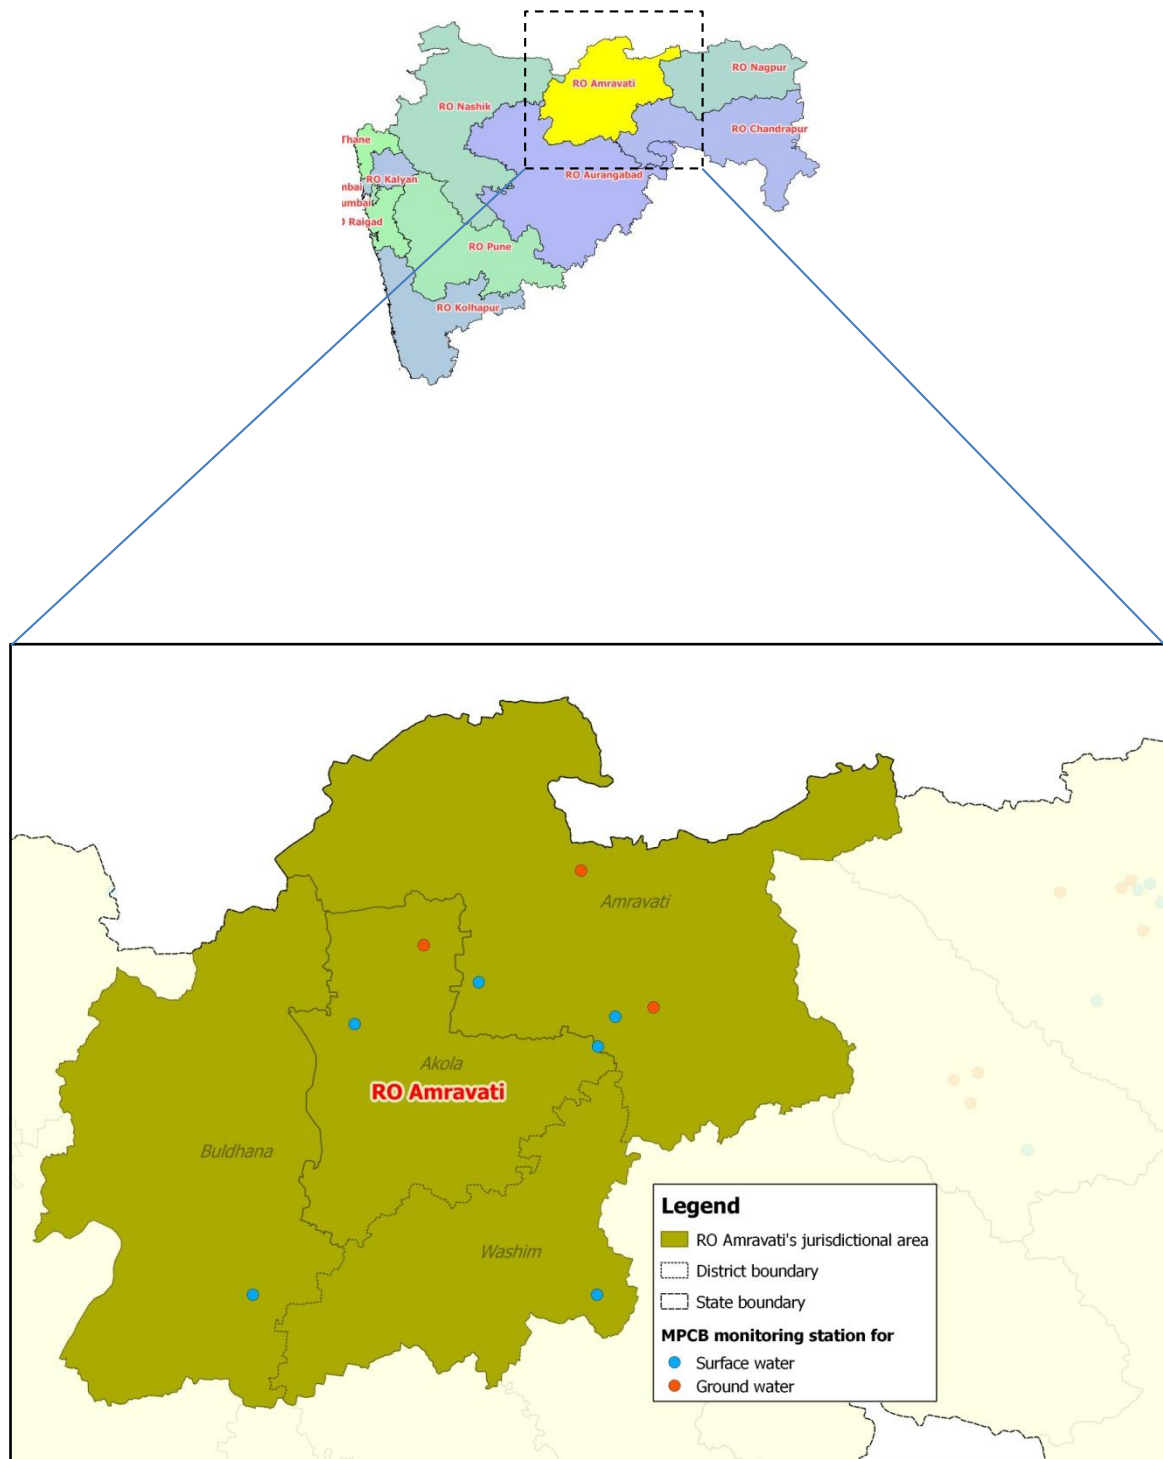 RO Amravati
RO Nagpur
RO Nashik
RO Chandrapur
Thane
RO Kalyan
RO Aurangabad
mbai
umbai
O Raigad
RO Pune
RO Kolhapur
Amravati
Akola
RO Amravati
Buldhana
Washim
Legend
RO Amravati's jurisdictional area
District boundary
State boundary
MPCB monitoring station for
Surface water
Ground water